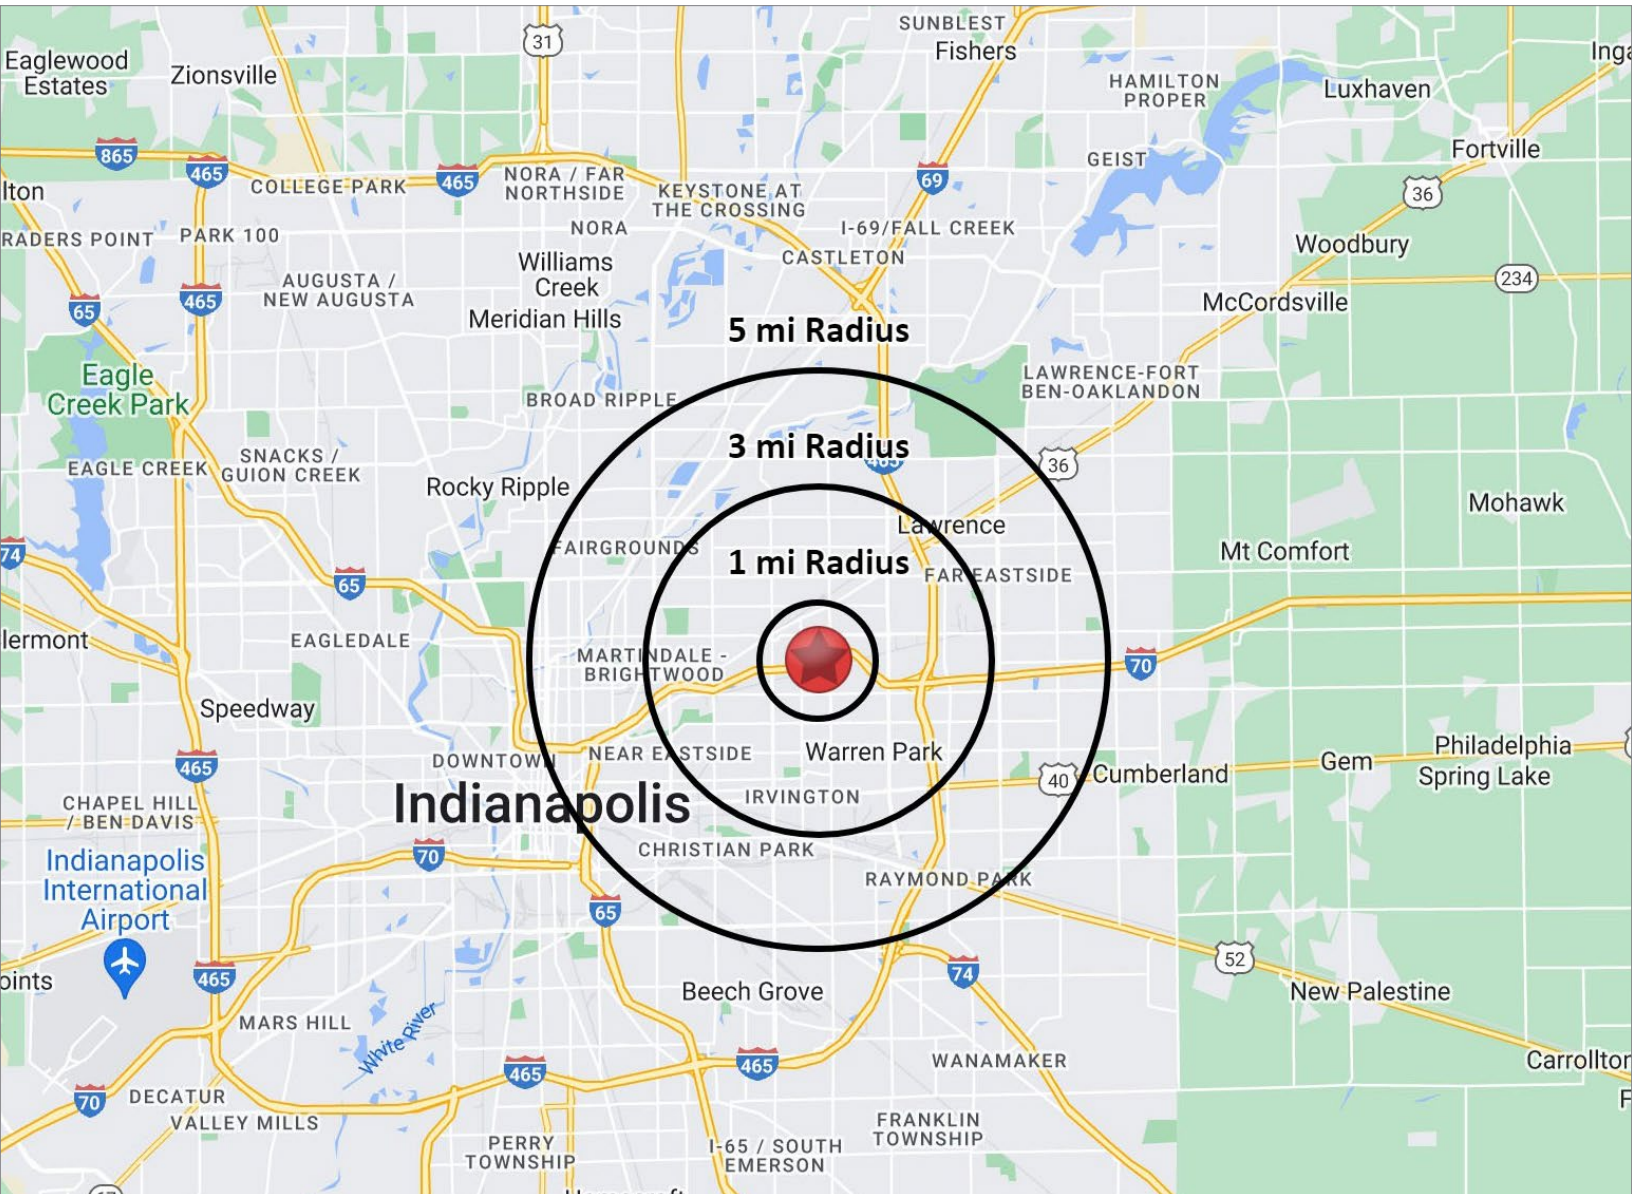 SUNBLEST
Fishers
31
Eaglewood
Estates
Zionsville
HAMILTON
PROPER
Luxhaven
865
465
COLLEGE PARK
465
NORA / FAR
NORTHSIDE
KEYSTONE AT
THE CROSSING
69
GEIST
Fortville
36
RADERS POINT
PARK 100
NORA
I-69/FALL CREEK
CASTLETON
Woodbury
234
65
465
AUGUSTA /
NEW AUGUSTA
Williams
Creek
Meridian Hills
McCordsville
5 mi Radius
Eagle
Creek Park
BROAD RIPPLE
LAWRENCE-FORT
BEN-OAKLANDON
3 mi Radius
465
36
EAGLE CREEK
SNACKS /
GUION CREEK
Rocky Ripple
Mohawk
Lawrence
74
FAIRGROUNDS
1 mi Radius
FAR EASTSIDE
Mt Comfort
65
lermont
EAGLEDALE
MARTINDALE -
BRIGHTWOOD
70
Speedway
465
DOWNTOWN
NEAR EASTSIDE
Warren Park
40
Cumberland
Gem
Philadelphia
Spring Lake
CHAPEL HILL
/ BEN DAVIS
Indianapolis
IRVINGTON
Indianapolis
International
Airport
70
CHRISTIAN PARK
RAYMOND PARK
65
52
oints
465
74
Beech Grove
New Palestine
MARS HILL
White River
465
465
WANAMAKER
Carrollton
70
DECATUR
VALLEY MILLS
PERRY
TOWNSHIP
I-65 / SOUTH
EMERSON
FRANKLIN
TOWNSHIP